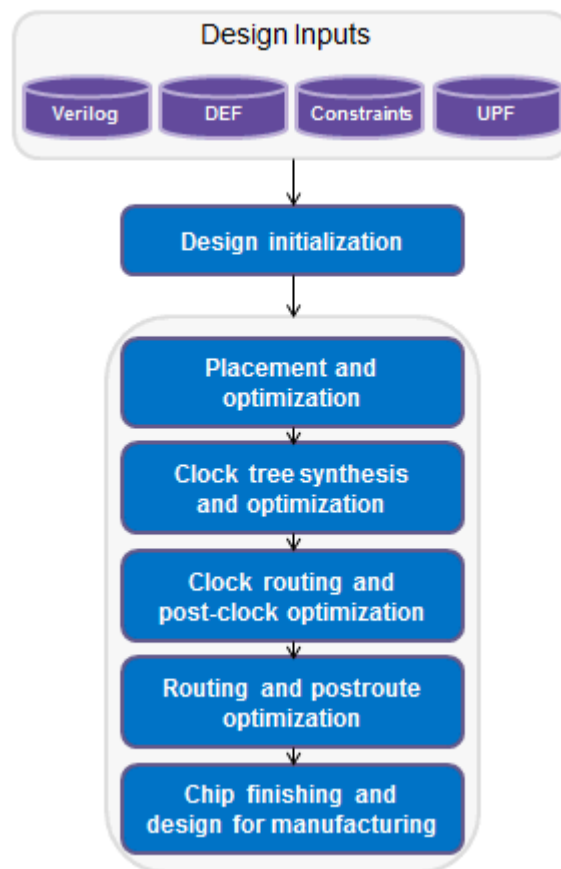 Design Inputs
Verilog DEF Constraints UPF
Design initialization
Placement and
optimization
Clock tree synthesis
and optimization
Clock routing and
post-clock optimization
Routing and postroute
optimization
Chip finishing and
design for manufacturing